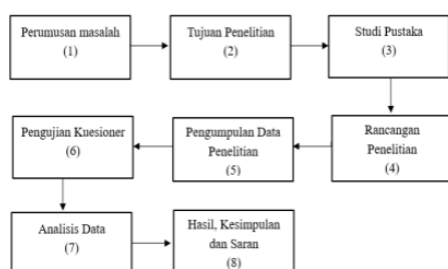 Perumusan masalah
(1)
Tujuan Penelitian
(2)
Studi Pustaka
(3)
Rancangan
Penelitian
(4)
Pengumpulan Data
Penelitian
(5)
Pengujian Kuesioner
(6)
Analisis Data
(7)
Hasil, Kesimpulan
dan Saran
(8)